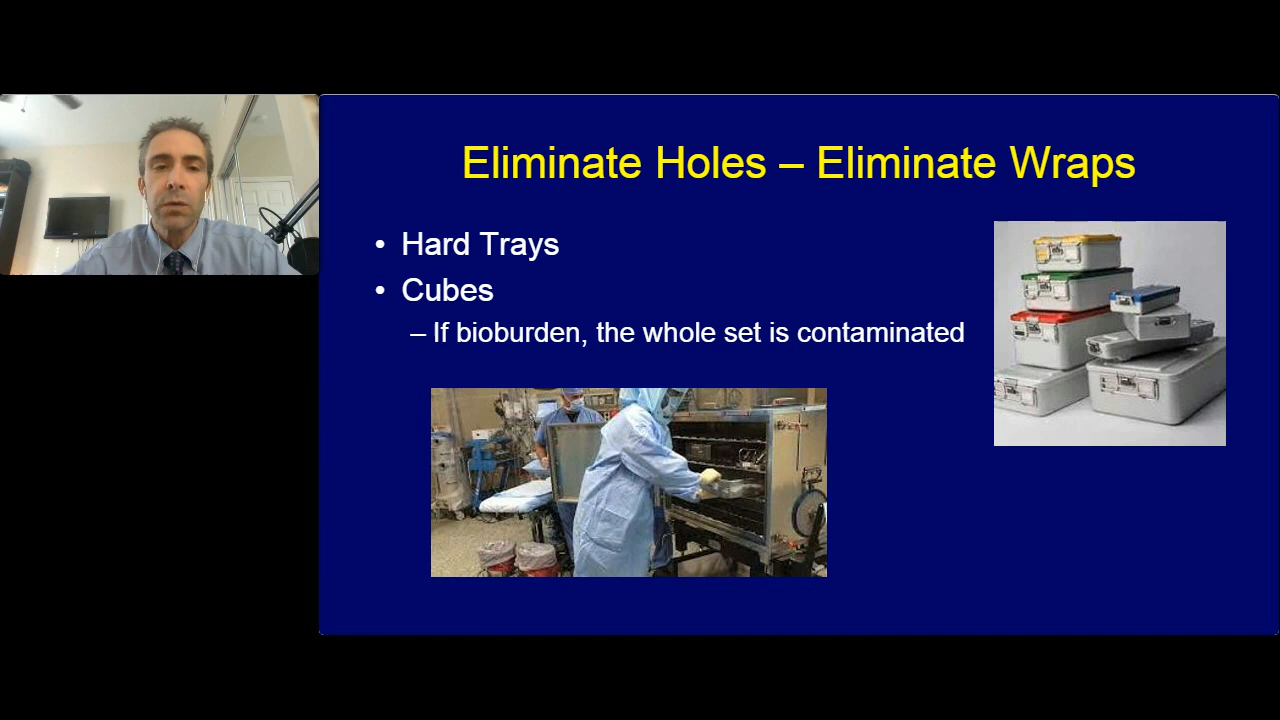 Eliminate Holes – Eliminate Wraps
• Hard Trays
• Cubes
– If bioburden, the whole set is contaminated